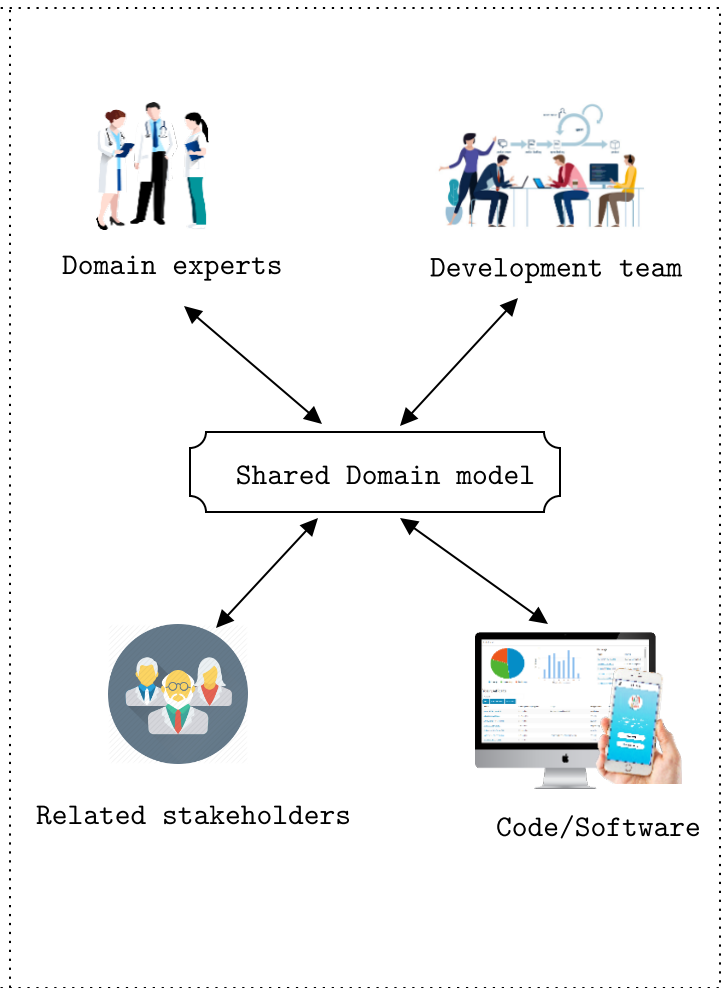 Domain experts
Development team
Shared Domain model
Related stakeholders
Code/Software